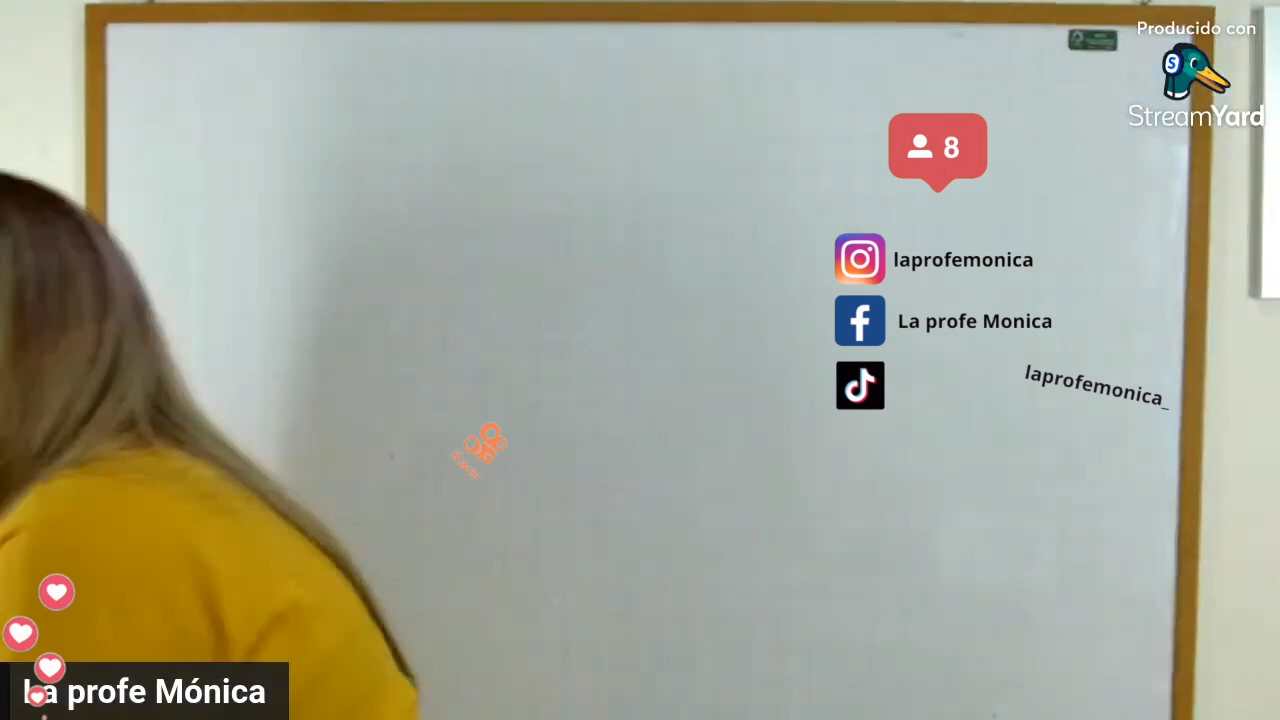 Producido con
StreamYard
8
laprofemonica
La profe Monica
laprofemonica_
La profe Mónica